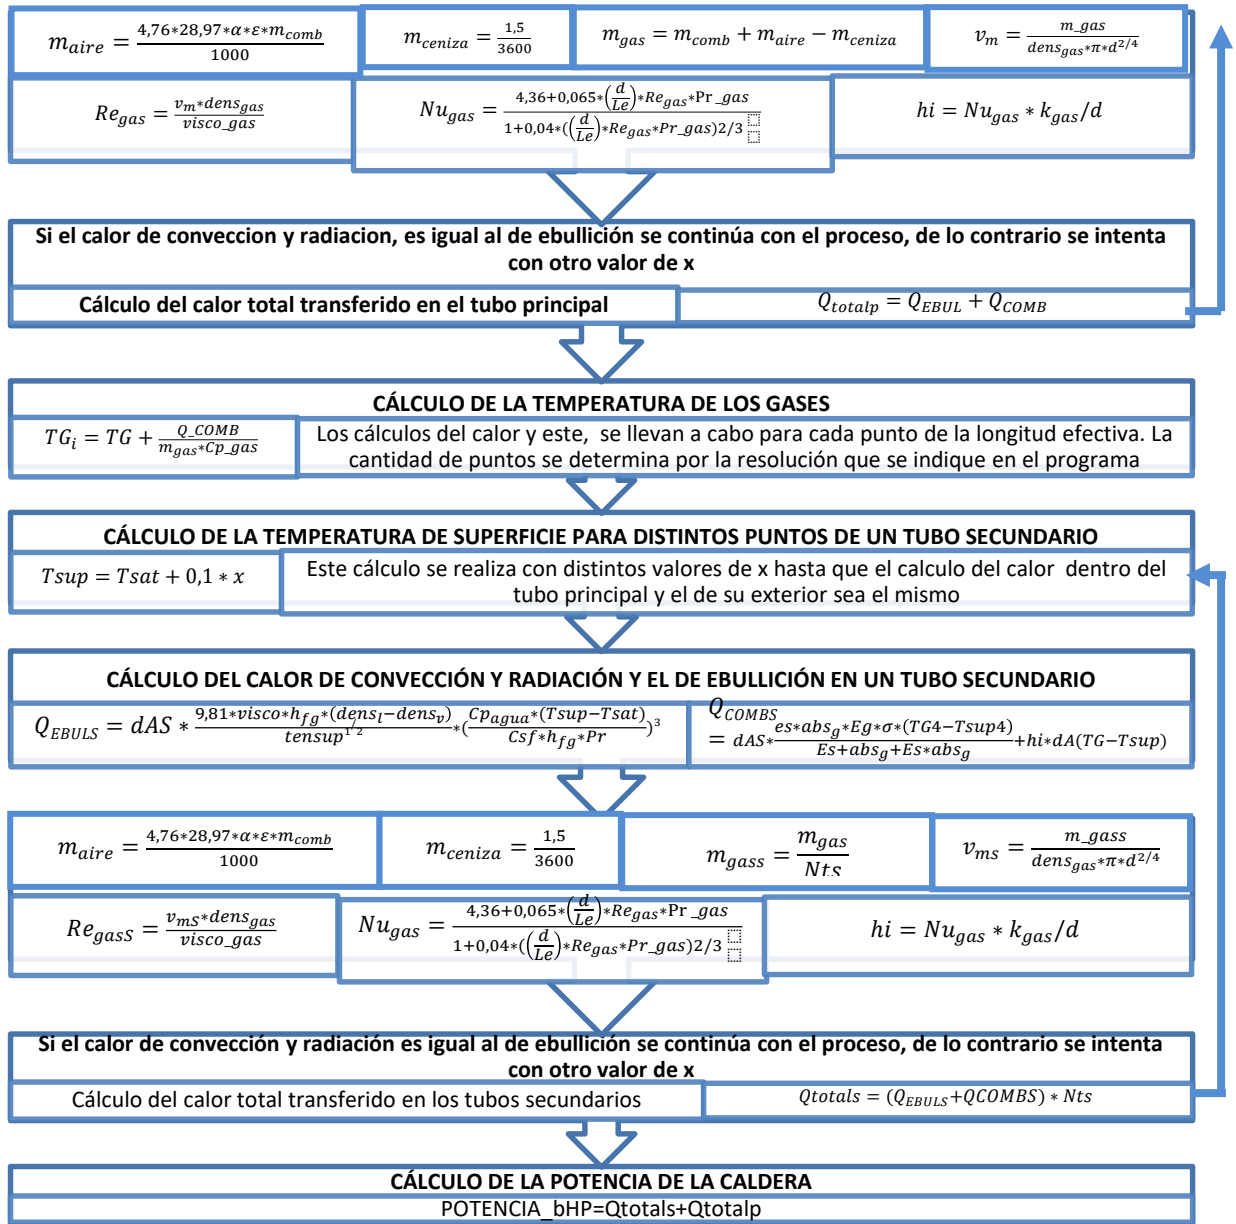 m_aire = (4,76*28,97*α*ε*m_comb)/1000
m_ceniza = 1,5/3600
m_gas = m_comb + m_aire − m_ceniza
v_m = m_gas/(dens_gas*π*d^2/4)
Re_gas = (v_m*dens_gas)/visco_gas
Nu_gas = (4,36+0,065*(d/Le)*Re_gas*Pr_gas)/(1+0,04*((d/Le)*Re_gas*Pr_gas)2/3)
hi = Nu_gas * k_gas/d
Si el calor de conveccion y radiacion, es igual al de ebullición se continúa con el proceso, de lo contrario se intenta
con otro valor de x
Cálculo del calor total transferido en el tubo principal
Q_totalp = Q_EBUL + Q_COMB
CÁLCULO DE LA TEMPERATURA DE LOS GASES
TG_i = TG + Q_COMB/(m_gas*Cp_gas)
Los cálculos del calor y este, se llevan a cabo para cada punto de la longitud efectiva. La
cantidad de puntos se determina por la resolución que se indique en el programa
CÁLCULO DE LA TEMPERATURA DE SUPERFICIE PARA DISTINTOS PUNTOS DE UN TUBO SECUNDARIO
Tsup = Tsat + 0,1 * x
Este cálculo se realiza con distintos valores de x hasta que el calculo del calor dentro del
tubo principal y el de su exterior sea el mismo
CÁLCULO DEL CALOR DE CONVECCIÓN Y RADIACIÓN Y EL DE EBULLICIÓN EN UN TUBO SECUNDARIO
Q_EBULS = dAS * (9,81*visco*h_fg*(dens_l−dens_v))/(tensup^1/2) *((Cp_agua*(Tsup−Tsat))/(Csf*h_fg*Pr))^3
Q_COMBS
= dAS*(es*abs_g*Eg*σ*(TG4−Tsup4))/(Es+abs_g+Es*abs_g)+hi*dA(TG−Tsup)
m_aire = (4,76*28,97*α*ε*m_comb)/1000
m_ceniza = 1,5/3600
m_gass = m_gas/Nts
v_ms = m_gass/(dens_gas*π*d^2/4)
Re_gasS = (v_mS*dens_gas)/visco_gas
Nu_gas = (4,36+0,065*(d/Le)*Re_gas*Pr_gas)/(1+0,04*((d/Le)*Re_gas*Pr_gas)2/3)
hi = Nu_gas * k_gas/d
Si el calor de convección y radiación es igual al de ebullición se continúa con el proceso, de lo contrario se intenta
con otro valor de x
Cálculo del calor total transferido en los tubos secundarios
Qtotals = (Q_EBULS+QCOMBS) * Nts
CÁLCULO DE LA POTENCIA DE LA CALDERA
POTENCIA_bHP=Qtotals+Qtotalp